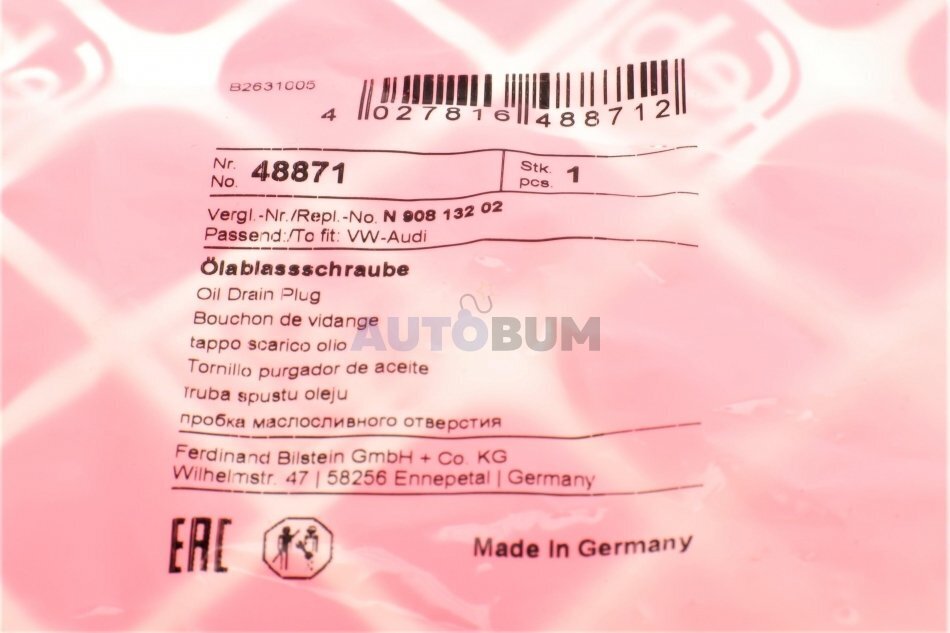 B2631005
4 027816 488712
Nr. No. 48871 Stk. pcs. 1
Vergl.-Nr./Repl.-No. N 908 132 02
Passend:/To fit: VW-Audi
Ölablassschraube
Oil Drain Plug
Bouchon de vidange
AUTOBUM
tappo scarico olio
Tornillo purgador de aceite
Truba spustu oleju
пробка маслосливного отверстия
Ferdinand Bilstein GmbH + Co. KG
Wilhelmstr. 47 | 58256 Ennepetal | Germany
EAC
Made In Germany